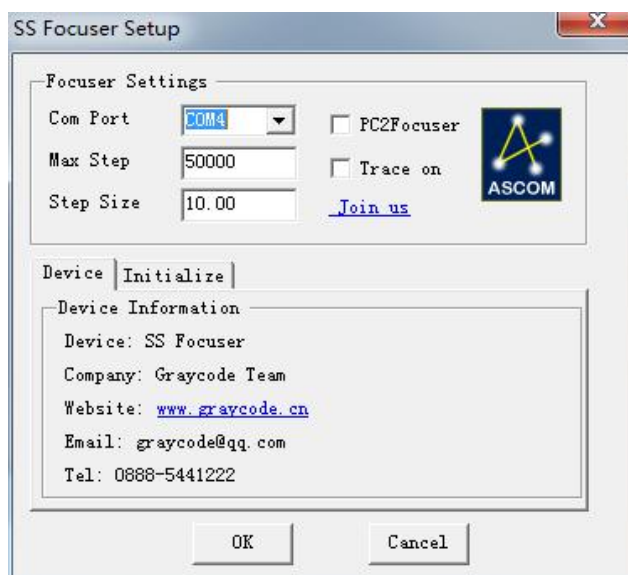 SS Focuser Setup
Focuser Settings
Com Port COM4 PC2Focuser
Max Step 50000 Trace on
Step Size 10.00 Join us
ASCOM
Device Initialize
Device Information
Device: SS Focuser
Company: Graycode Team
Website: www.graycode.cn
Email: graycode@qq.com
Tel: 0888-5441222
OK Cancel